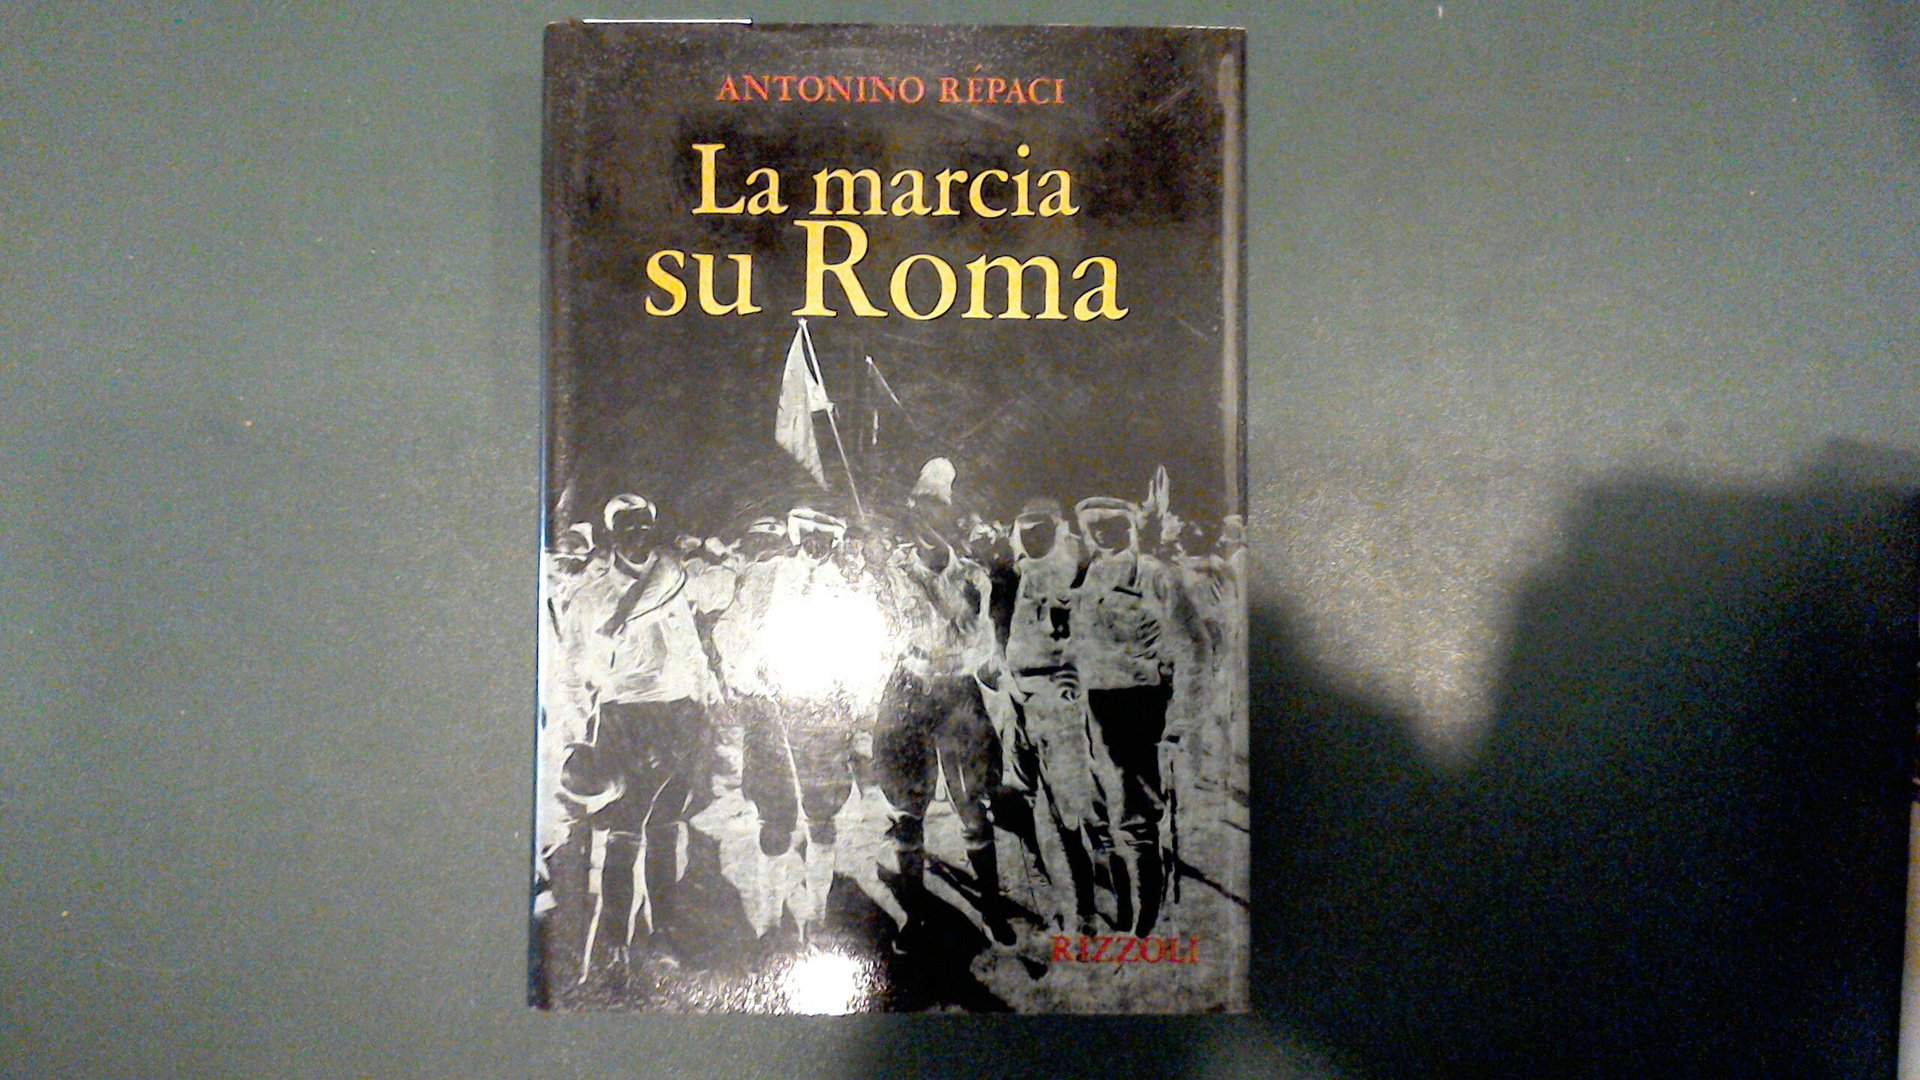 ANTONINO RÉPACI
La marcia
su Roma
RIZZOLI